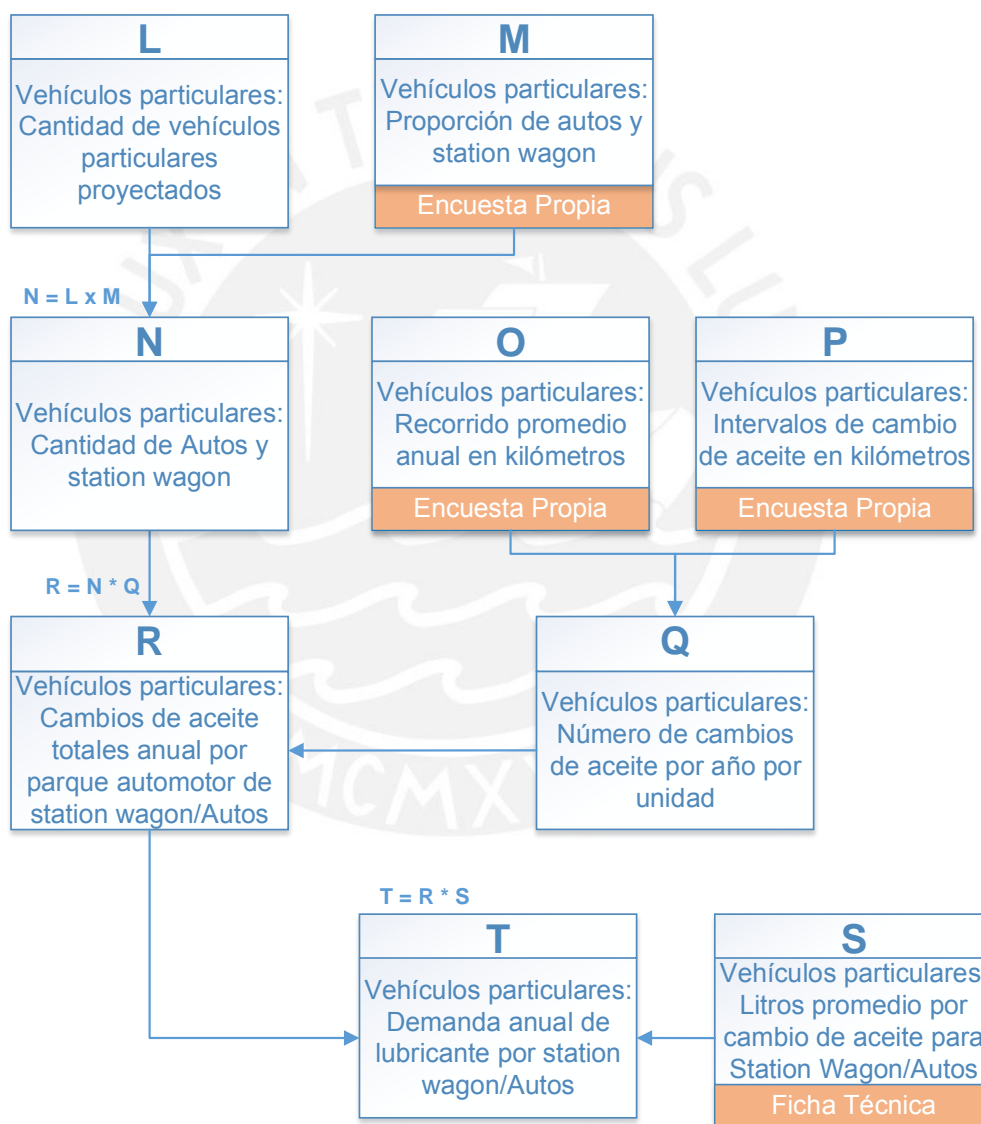 L
Vehículos particulares:
Cantidad de vehículos
particulares
proyectados
M
Vehículos particulares:
Proporción de autos y
station wagon
Encuesta Propia
N = L x M
N
Vehículos particulares:
Cantidad de Autos y
station wagon
O
Vehículos particulares:
Recorrido promedio
anual en kilómetros
Encuesta Propia
P
Vehículos particulares:
Intervalos de cambio
de aceite en kilómetros
Encuesta Propia
R = N * Q
R
Vehículos particulares:
Cambios de aceite
totales anual por
parque automotor de
station wagon/Autos
Q
Vehículos particulares:
Número de cambios
de aceite por año por
unidad
T = R * S
T
Vehículos particulares:
Demanda anual de
lubricante por station
wagon/Autos
S
Vehículos particulares
Litros promedio por
cambio de aceite para
Station Wagon/Autos
Ficha Técnica